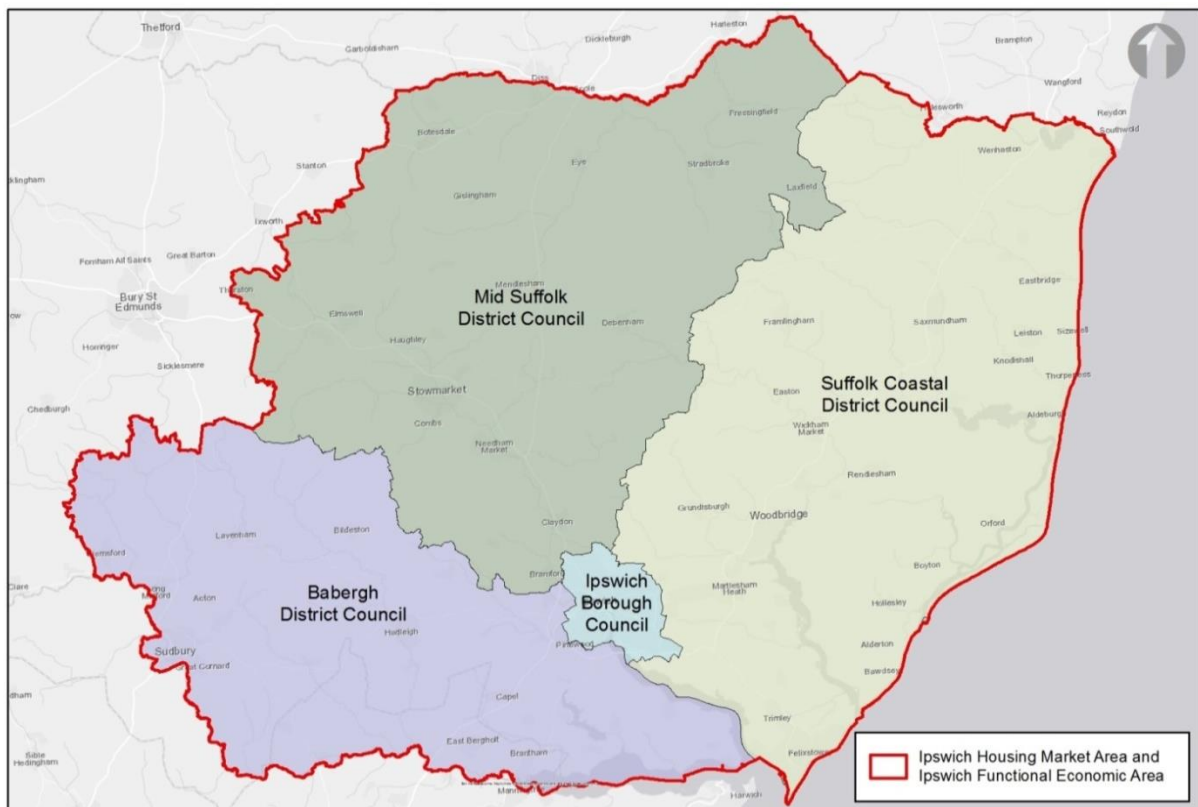 Thetford
Garboldisham
Dickleburgh
Harleston
Brampton
Wangford
Reydon
Southwold
Diss
Botesdale
Fressingfield
Wenhaston
Stanton
Eye
Stradbroke
Laxfield
Gislingham
Ixworth
Fornham All Saints
Great Barton
Bury St
Edmunds
Thurston
Mendlesham
Mid Suffolk
District Council
Eastbridge
Elmswell
Debenham
Framlingham
Saxmundham
Leiston
Horringer
Haughley
Sicklesmere
Knodishall
Stowmarket
Suffolk Coastal
District Council
Easton
Chedburgh
Combs
Wickham
Market
Aldeburgh
Needham
Market
Rendlesham
Grundisburgh
Woodbridge
Claydon
Orford
Lavenham
Bildeston
Clare
Acton
Bramford
Boyton
Ipswich
Borough
Council
Martlesham
Heath
Hollesley
Babergh
District Council
Hadleigh
Alderton
Sudbury
Great Cornard
Pinewood
Bawdsey
Capel
Trimley
East Bergholt
Brantham
Felixstowe
Sible
Hedingham
Harwich
Ipswich Housing Market Area and
Ipswich Functional Economic Area